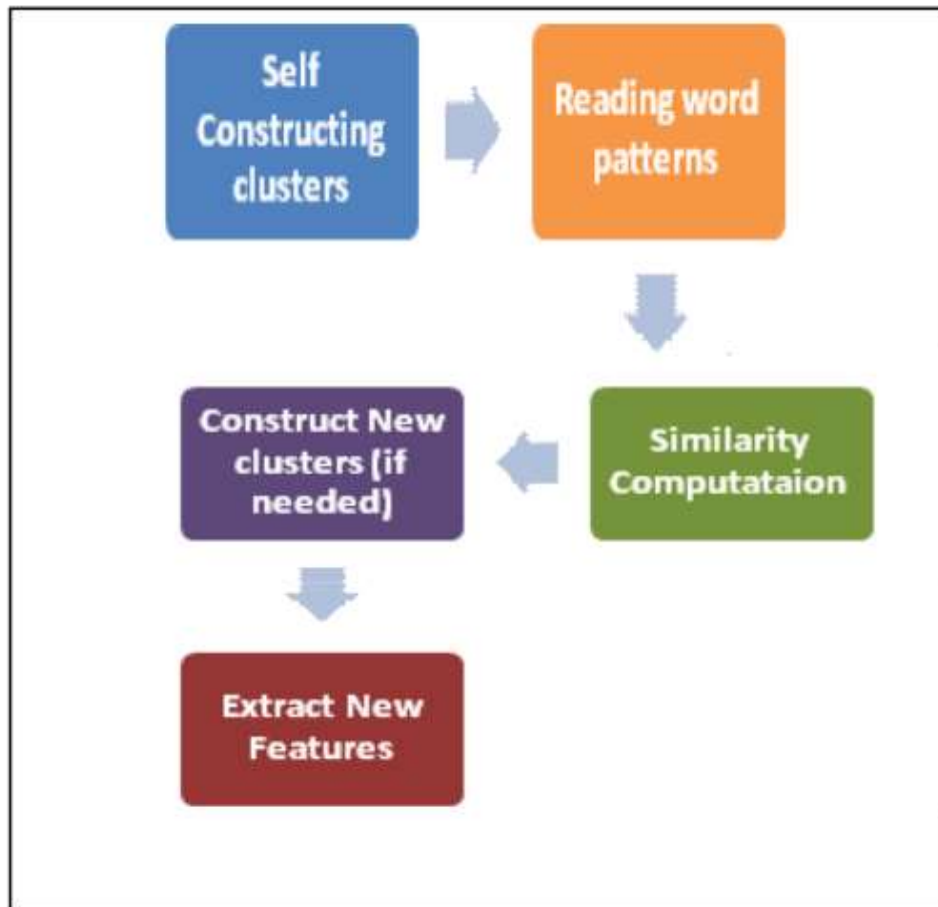 Self
Constructing
clusters
Reading word
patterns
Similarity
Computataion
Construct New
clusters (if
needed)
Extract New
Features